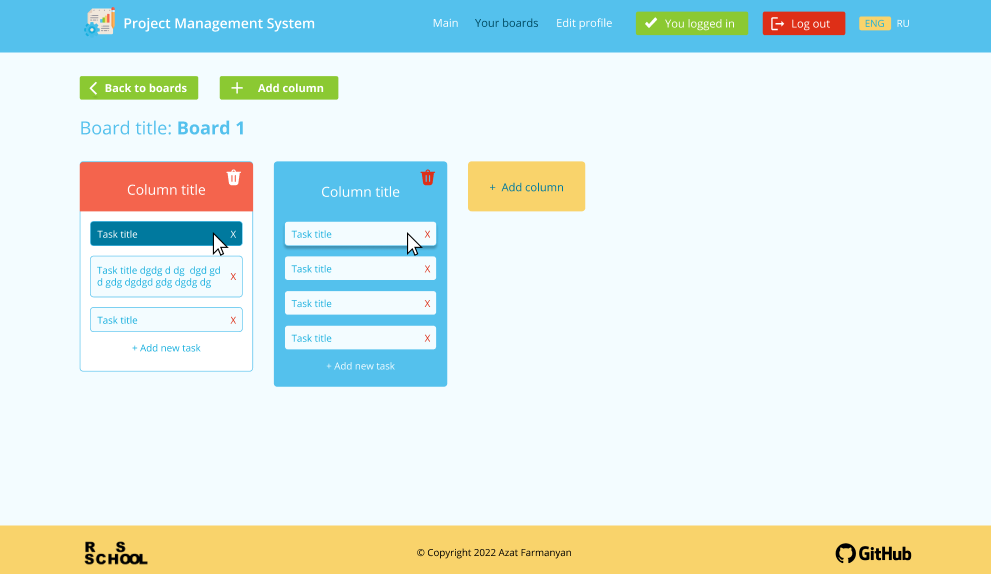 Project Management System
Main
Your boards
Edit profile
You logged in
Log out
ENG
RU
Back to boards
+ Add column
Board title: Board 1
Column title
Task title X
Task title dgdg d dg dgd gd
d gdg dgdgd gdg dgdg dg
X
Task title X
+ Add new task
Column title
Task title X
Task title X
Task title X
Task title X
+ Add new task
+ Add column
R S
SCHOOL
© Copyright 2022 Azat Farmanyan
GitHub